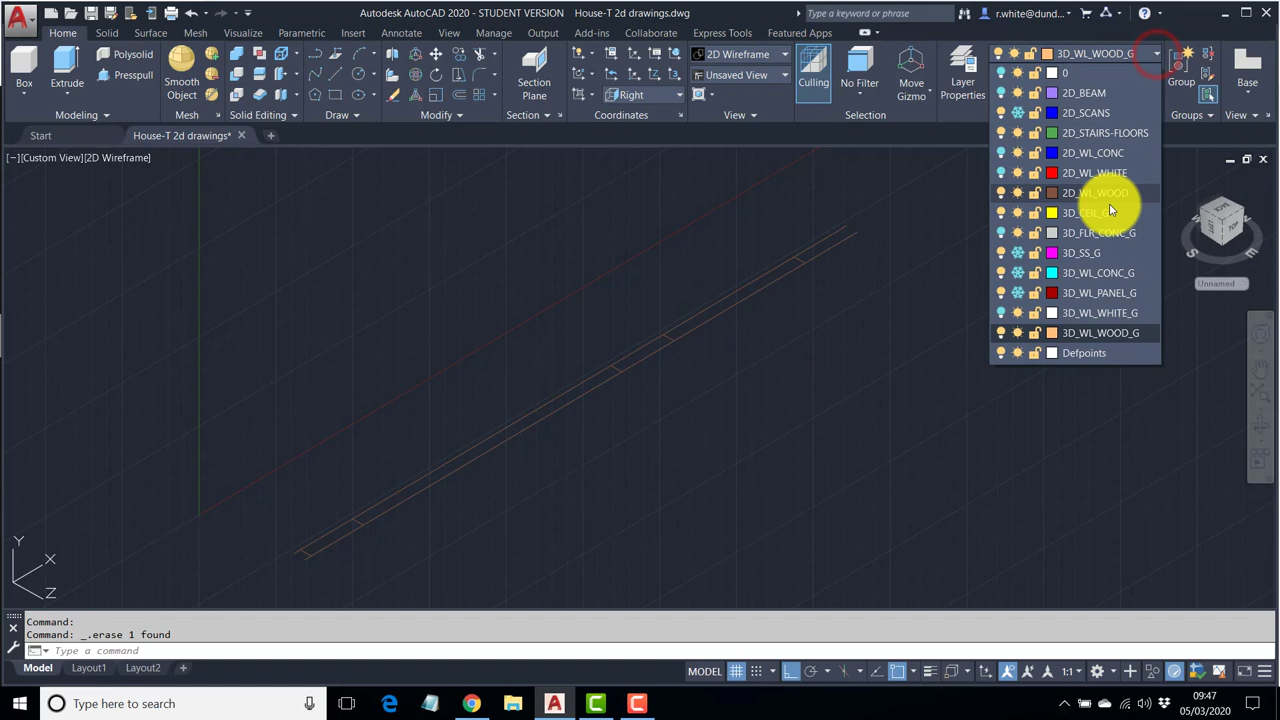 Autodesk AutoCAD 2020 - STUDENT VERSION House-T 2d drawings.dwg
Type a keyword or phrase
r.white@dund...
Home Solid Surface Mesh Visualize Parametric Insert Annotate View Manage Output Add-ins Collaborate Express Tools Featured Apps
Box
Extrude
Polysolid
Presspull
Smooth Object
Section Plane
2D Wireframe
Unsaved View
Right
Culling
No Filter
Move Gizmo
Layer Properties
3D_WL_WOOD_G
Group
Base
Modeling
Mesh
Solid Editing
Draw
Modify
Section
Coordinates
View
Selection
Groups
View
Start
House-T 2d drawings*
[−][Custom View][2D Wireframe]
0
2D_BEAM
2D_SCANS
2D_STAIRS-FLOORS
2D_WL_CONC
2D_WL_WHITE
2D_WL_WOOD
3D_CEIL_G
3D_FLR_CONC_G
3D_SS_G
3D_WL_CONC_G
3D_WL_PANEL_G
3D_WL_WHITE_G
3D_WL_WOOD_G
Defpoints
BACK
TOP
Unnamed
Y
X
Z
Command:
Command: _.erase 1 found
Type a command
Model Layout1 Layout2
MODEL
1:1
Type here to search
09:47
05/03/2020